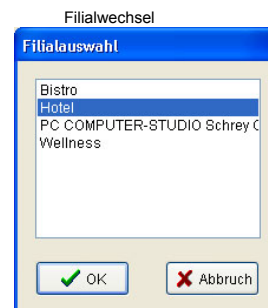 Filialwechsel
Filialauswahl
Bistro
Hotel
PC COMPUTER-STUDIO Schrey
Wellness
OK
Abbruch